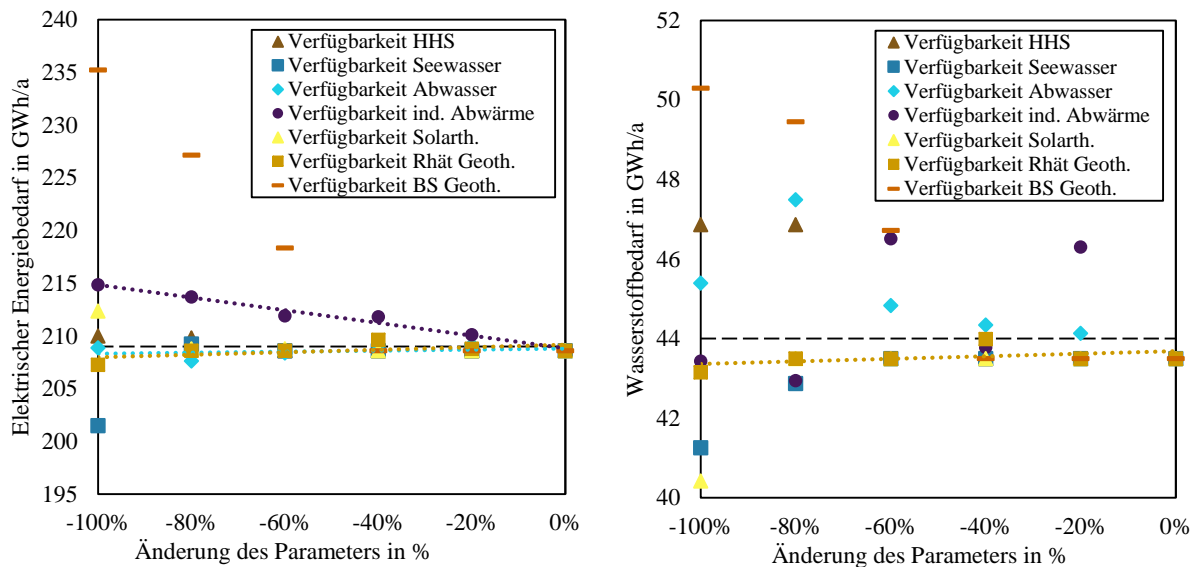 Elektrischer Energiebedarf in GWh/a
240
235
230
225
220
215
210
205
200
195
Verfügbarkeit HHS
Verfügbarkeit Seewasser
Verfügbarkeit Abwasser
Verfügbarkeit ind. Abwärme
Verfügbarkeit Solarth.
Verfügbarkeit Rhät Geoth.
Verfügbarkeit BS Geoth.
-100% -80% -60% -40% -20% 0%
Änderung des Parameters in %
Wasserstoffbedarf in GWh/a
52
50
48
46
44
42
40
Verfügbarkeit HHS
Verfügbarkeit Seewasser
Verfügbarkeit Abwasser
Verfügbarkeit ind. Abwärme
Verfügbarkeit Solarth.
Verfügbarkeit Rhät Geoth.
Verfügbarkeit BS Geoth.
-100% -80% -60% -40% -20% 0%
Änderung des Parameters in %